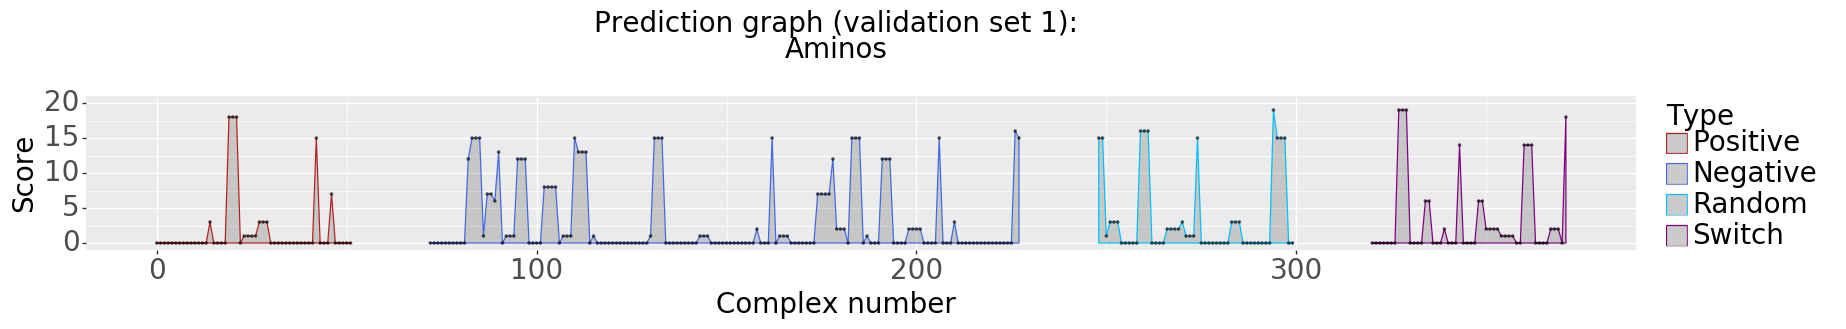 Prediction graph (validation set 1):
Aminos
20
15
10
5
0
Score
0 100 200 300
Complex number
Type
Positive
Negative
Random
Switch